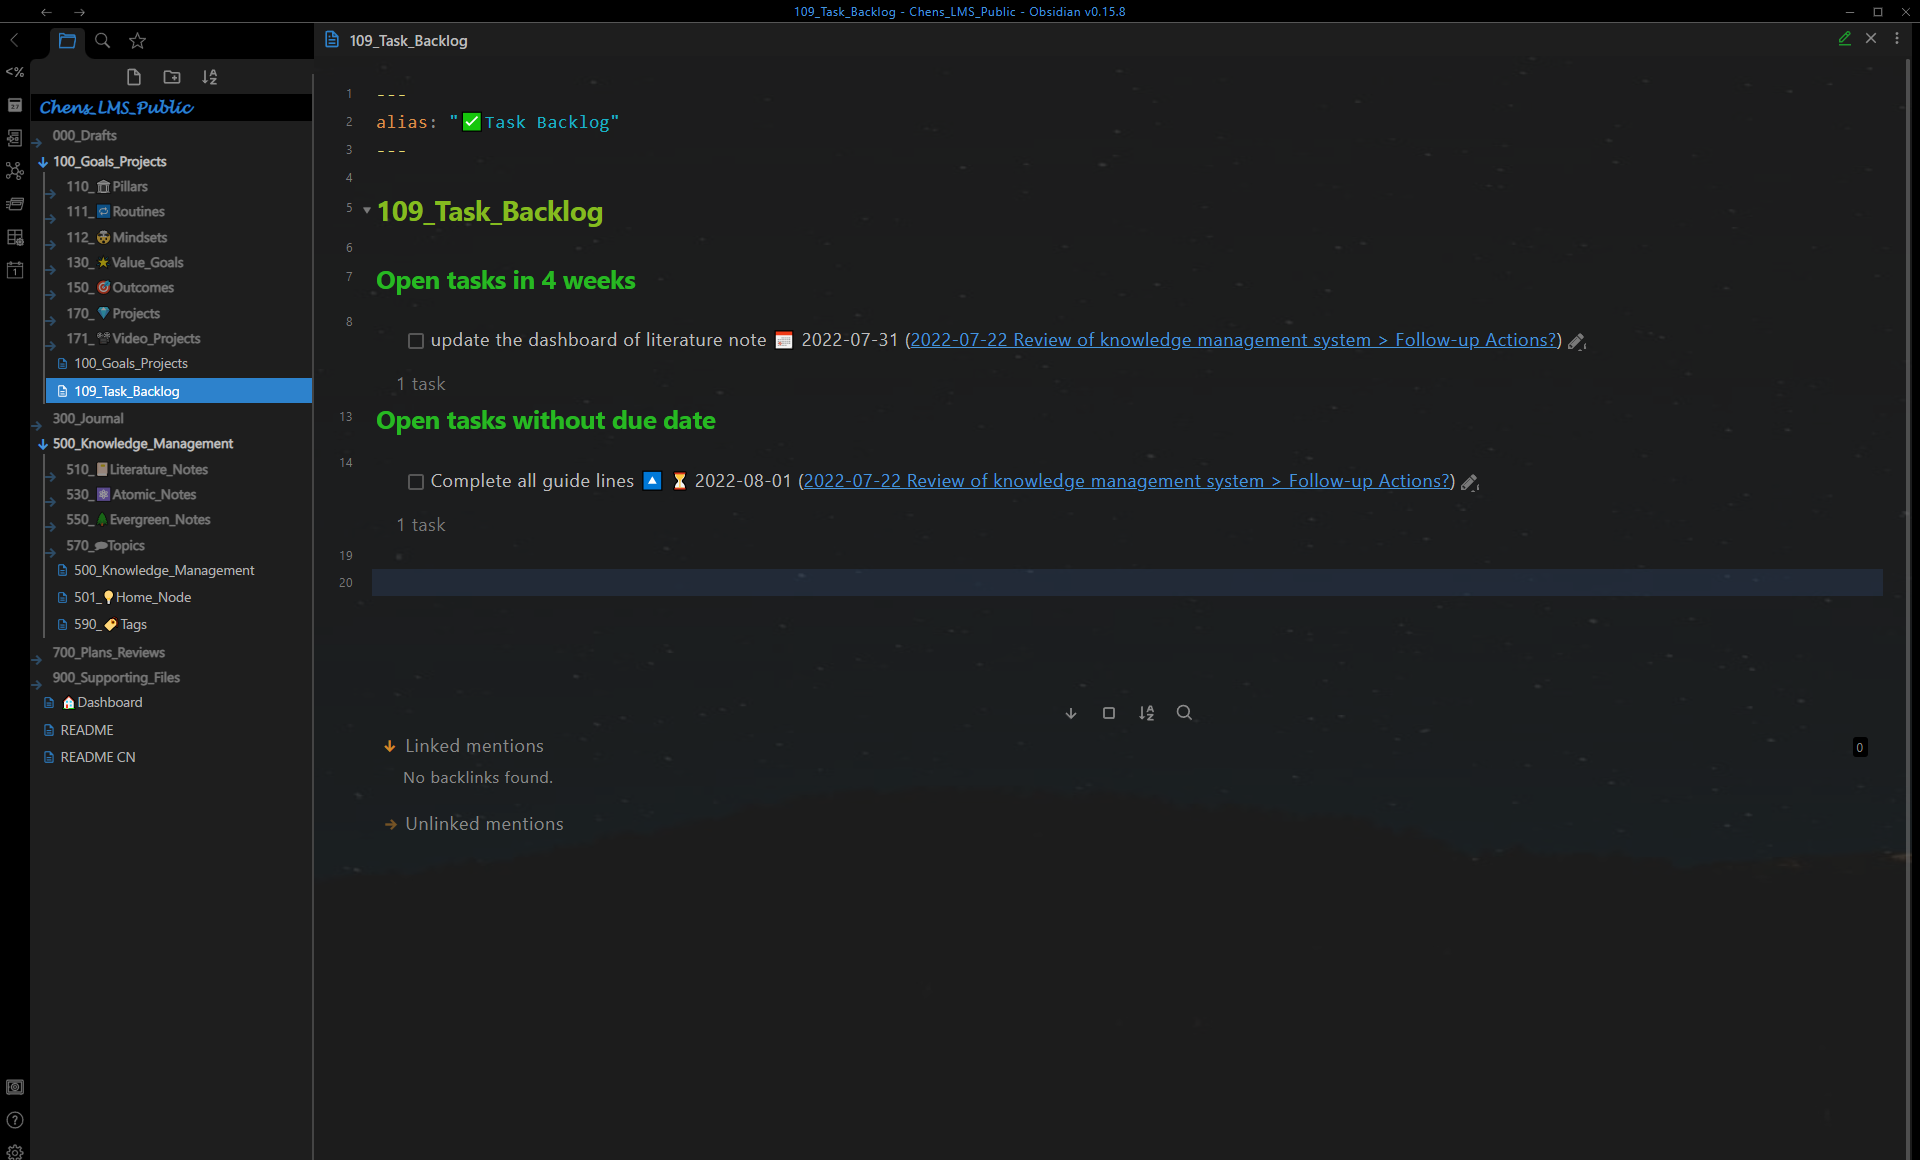 109_Task_Backlog - Chens_LMS_Public - Obsidian v0.15.8
109_Task_Backlog
<%
Chens_LMS_Public
000_Drafts
100_Goals_Projects
110_🏛Pillars
111_🔁Routines
112_Mindsets
130_⭐Value_Goals
150_🎯Outcomes
170_💎Projects
171_📽Video_Projects
100_Goals_Projects
109_Task_Backlog
300_Journal
500_Knowledge_Management
510_📔Literature_Notes
530_⚛Atomic_Notes
550_🌲Evergreen_Notes
570_💬Topics
500_Knowledge_Management
501_💡Home_Node
590_🏷Tags
700_Plans_Reviews
900_Supporting_Files
🏠Dashboard
README
README CN
1 ---
2 alias: "✅Task Backlog"
3 ---
4
5 109_Task_Backlog
6
7 Open tasks in 4 weeks
8 update the dashboard of literature note 📅 2022-07-31 (2022-07-22 Review of knowledge management system > Follow-up Actions?)
1 task
13 Open tasks without due date
14 Complete all guide lines 🔼 ⏳ 2022-08-01 (2022-07-22 Review of knowledge management system > Follow-up Actions?)
1 task
19
20
Linked mentions 0
No backlinks found.
Unlinked mentions